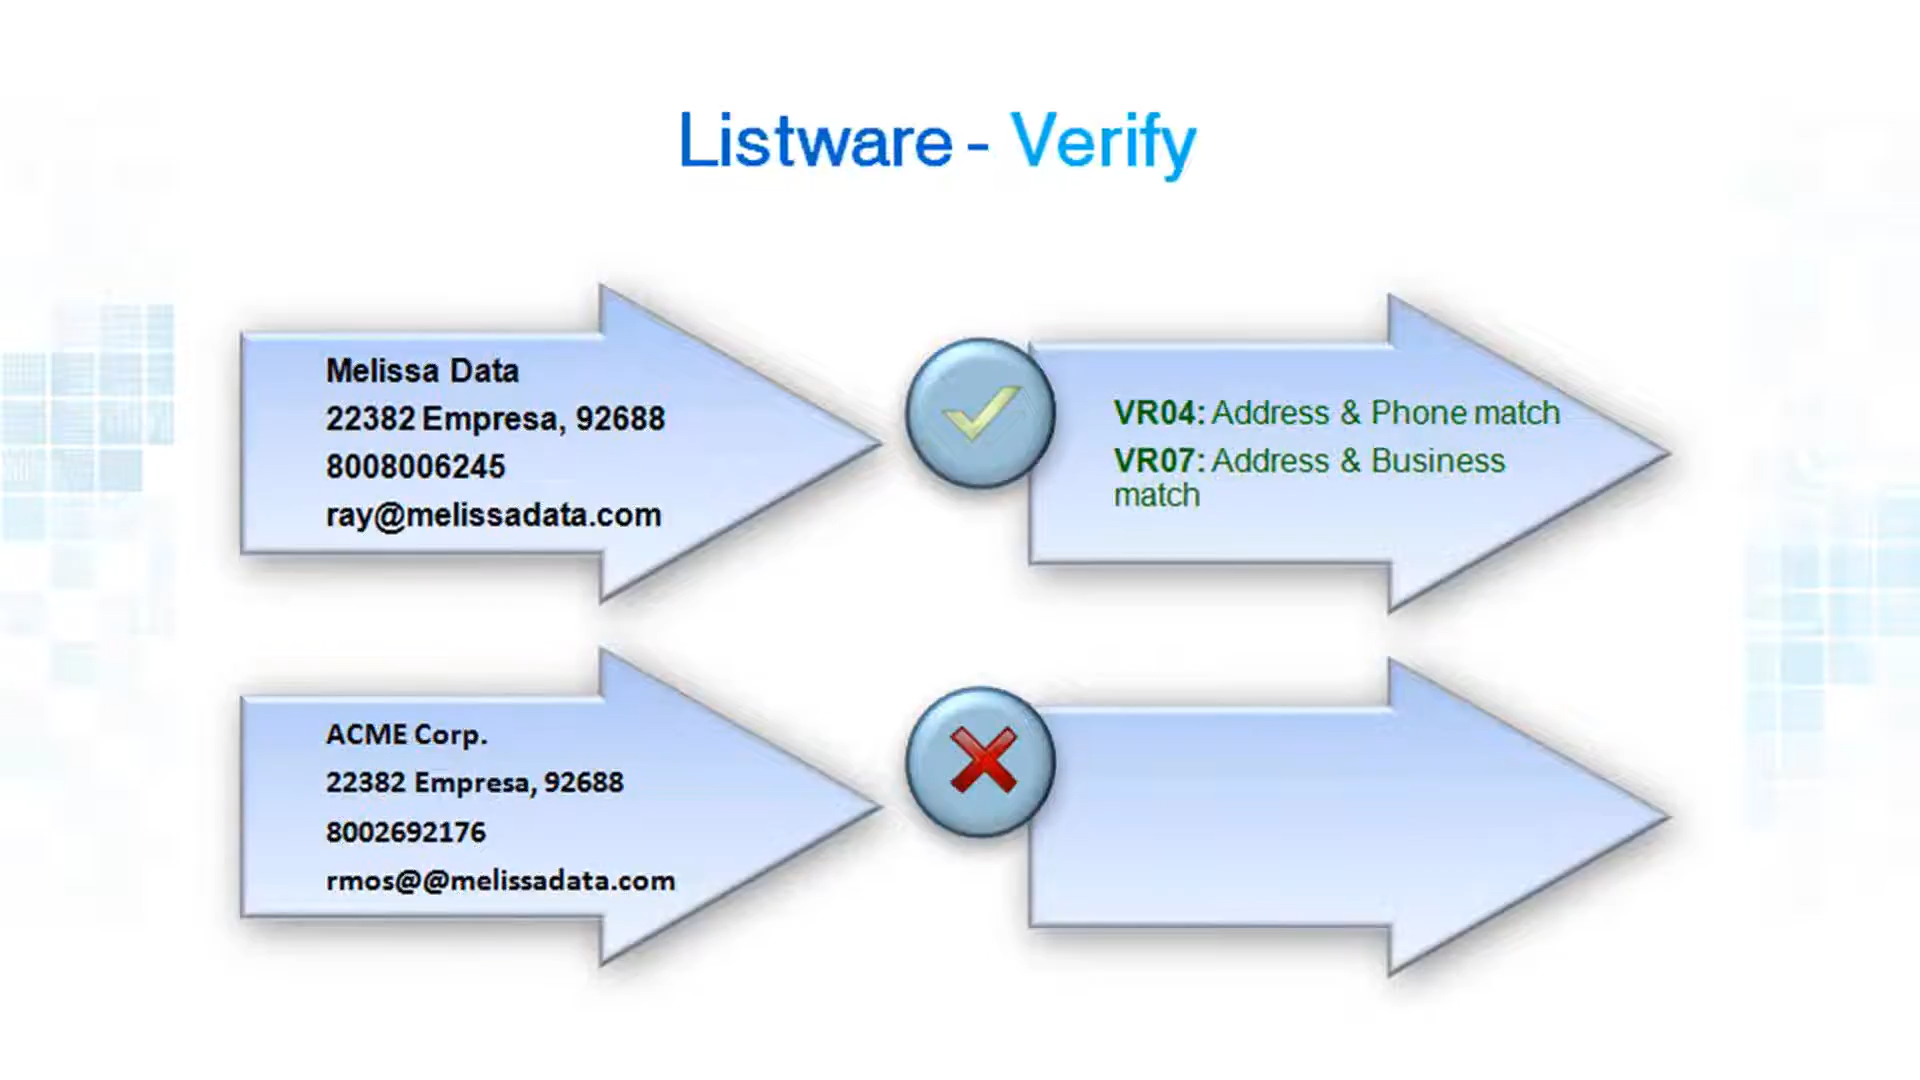 Listware - Verify
Melissa Data
22382 Empresa, 92688
8008006245
ray@melissadata.com
VR04: Address & Phone match
VR07: Address & Business
match
ACME Corp.
22382 Empresa, 92688
8002692176
rmos@@melissadata.com